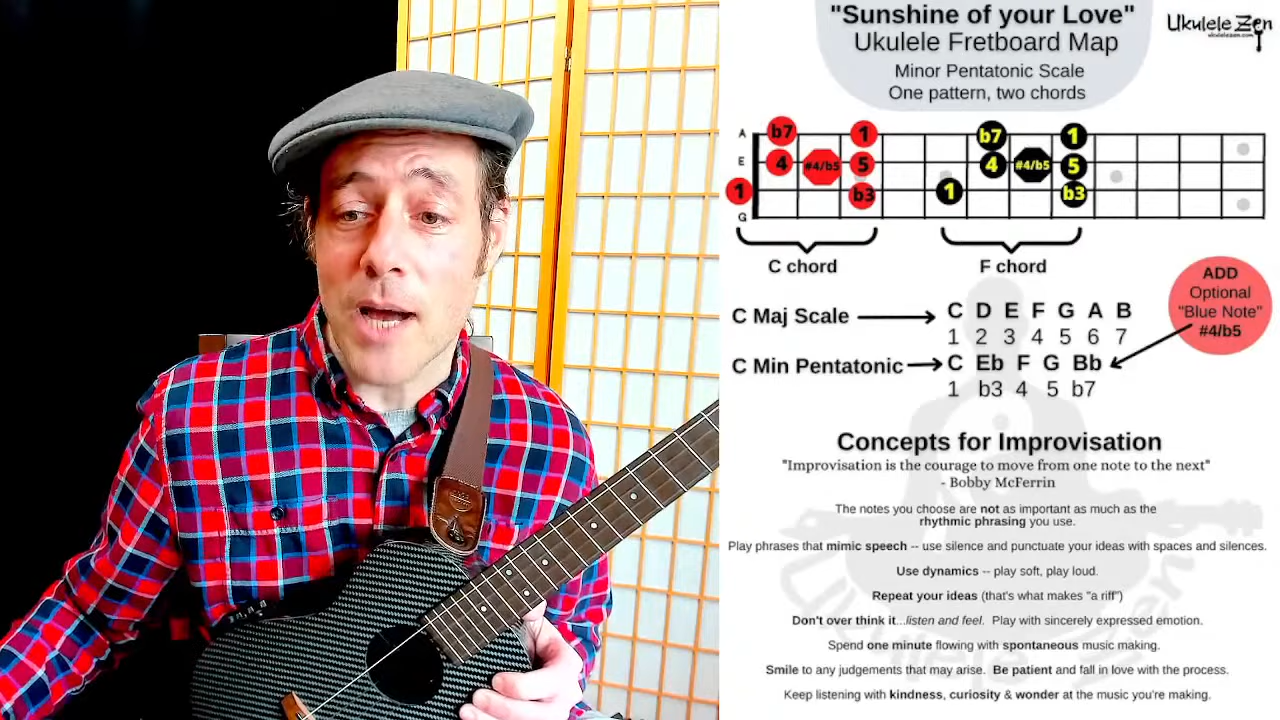 "Sunshine of your Love"
Ukulele Fretboard Map
Ukulele Zen
ukulelezen.com
Minor Pentatonic Scale
One pattern, two chords
A b7 1 b7 1
E 4 #4/b5 5 4 #4/b5 5
1 b3 1 b3
G
C chord F chord
ADD
Optional
"Blue Note"
#4/b5
C Maj Scale C D E F G A B
1 2 3 4 5 6 7
C Min Pentatonic C Eb F G Bb
1 b3 4 5 b7
Concepts for Improvisation
"Improvisation is the courage to move from one note to the next"
- Bobby McFerrin
The notes you choose are not as important as much as the
rhythmic phrasing you use.
Play phrases that mimic speech -- use silence and punctuate your ideas with spaces and silences.
Use dynamics -- play soft, play loud.
Repeat your ideas (that's what makes "a riff")
Don't over think it...listen and feel. Play with sincerely expressed emotion.
Spend one minute flowing with spontaneous music making.
Smile to any judgements that may arise. Be patient and fall in love with the process.
Keep listening with kindness, curiosity & wonder at the music you're making.